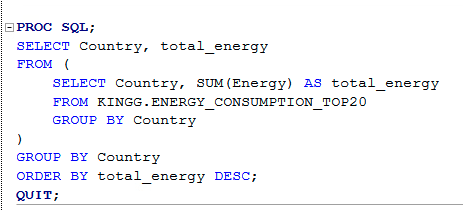 PROC SQL;
SELECT Country, total_energy
FROM (
    SELECT Country, SUM(Energy) AS total_energy
    FROM KINGG.ENERGY_CONSUMPTION_TOP20
    GROUP BY Country
)
GROUP BY Country
ORDER BY total_energy DESC;
QUIT;